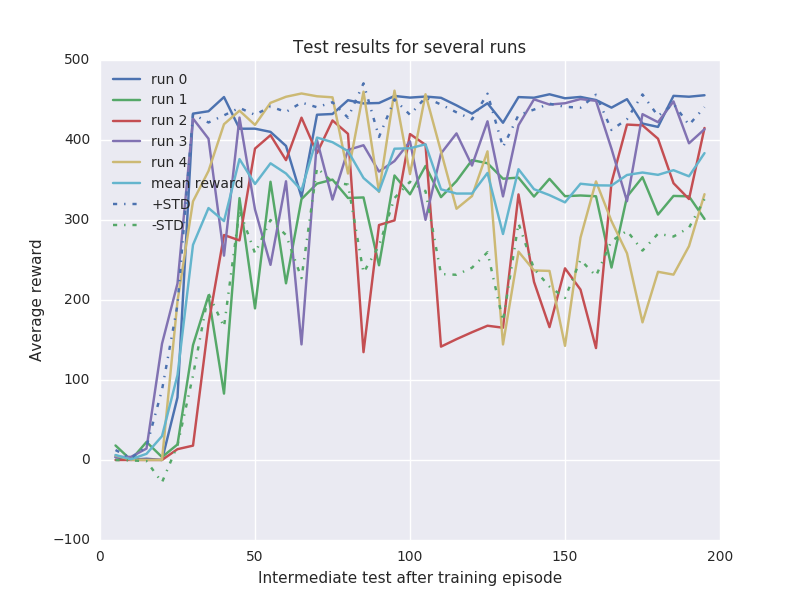 Test results for several runs
500
400
300
200
100
0
−100
run 0
run 1
run 2
run 3
run 4
mean reward
+STD
-STD
Average reward
0 50 100 150 200
Intermediate test after training episode